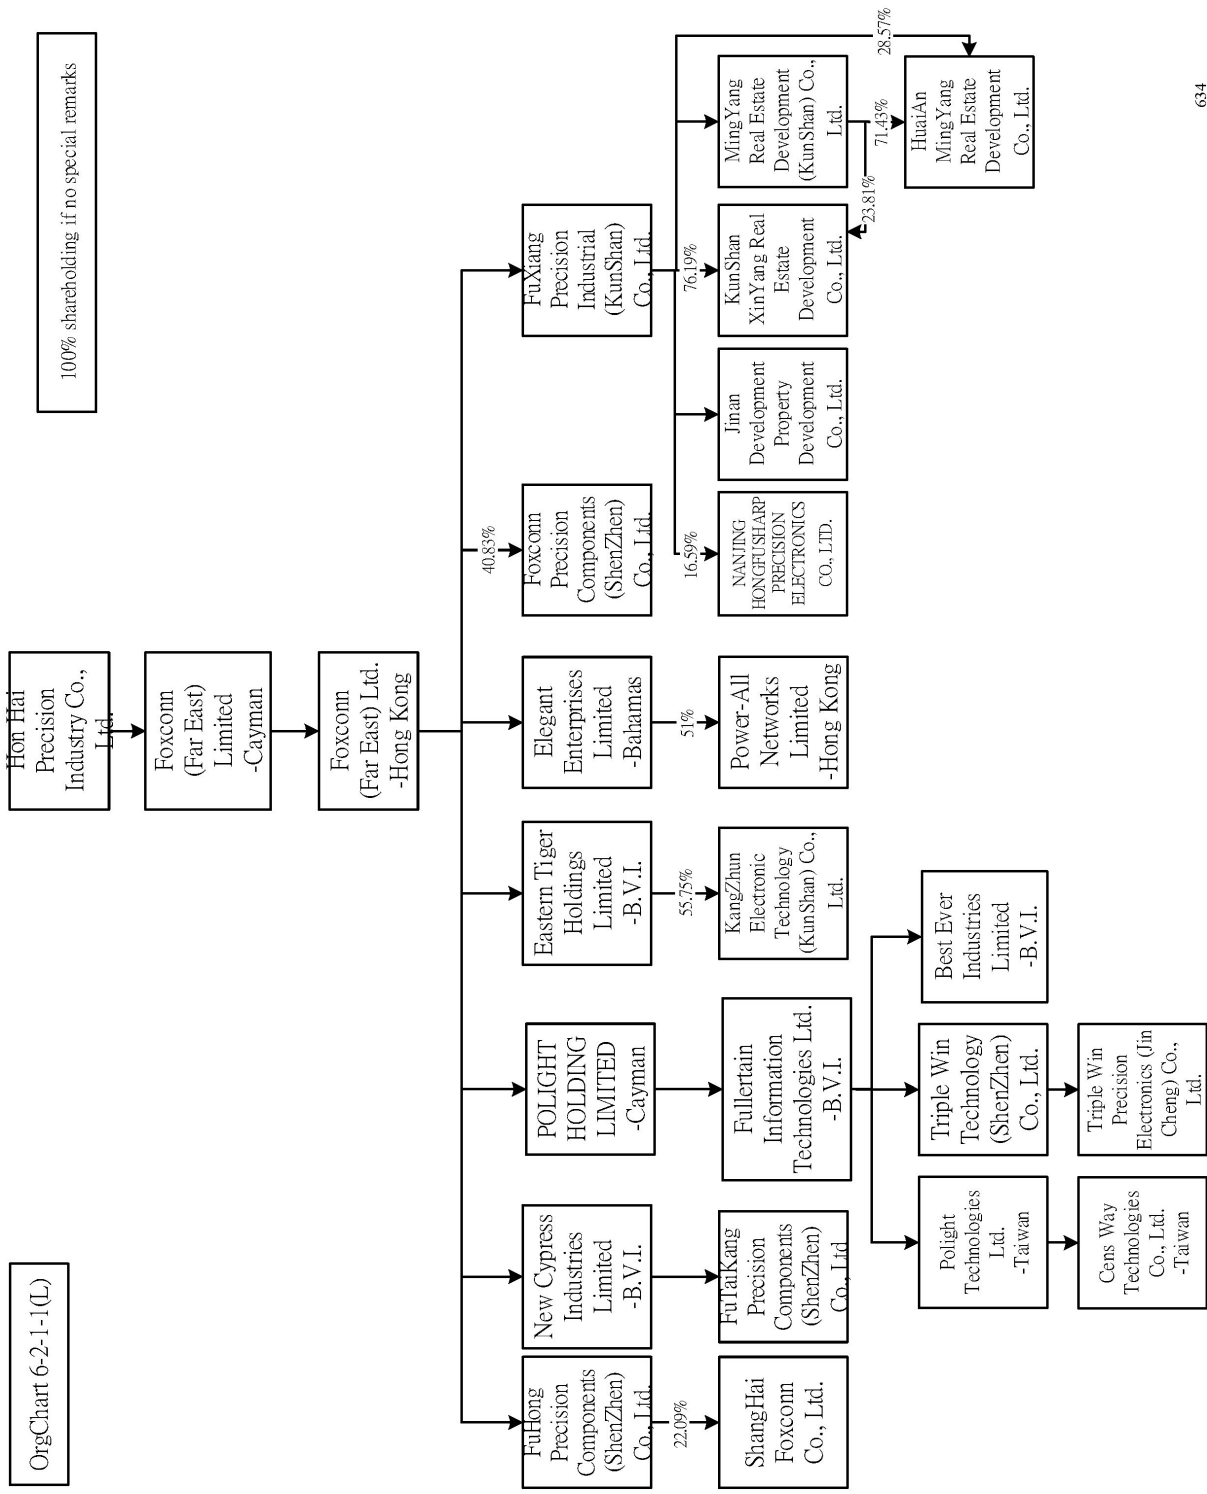 OrgChart 6-2-1-1(L)
100% shareholding if no special remarks
Hon Hai
Precision
Industry Co.,
Ltd.
Foxconn
(Far East)
Limited
-Cayman
Foxconn
(Far East) Ltd.
-Hong Kong
40.83%
FuHong
Precision
Components
(ShenZhen)
Co., Ltd.
New Cypress
Industries
Limited
-B.V.I.
POLIGHT
HOLDING
LIMITED
-Cayman
Eastern Tiger
Holdings
Limited
-B.V.I.
Elegant
Enterprises
Limited
-Bahamas
Foxconn
Precision
Components
(ShenZhen)
Co., Ltd.
FuXiang
Precision
Industrial
(KunShan)
Co., Ltd.
22.09%
55.75%
51%
16.59%
76.19%
28.57%
ShangHai
Foxconn
Co., Ltd.
FuTaiKang
Precision
Components
(ShenZhen)
Co., Ltd
Fullertain
Information
Technologies Ltd.
-B.V.I.
KangZhun
Electronic
Technology
(KunShan) Co.,
Ltd.
Power-All
Networks
Limited
-Hong Kong
NANJING
HONGFUSHARP
PRECISION
ELECTRONICS
CO., LTD.
Jinan
Development
Property
Development
Co., Ltd.
KunShan
XinYang Real
Estate
Development
Co., Ltd.
MingYang
Real Estate
Development
(KunShan) Co.,
Ltd.
23.81%
71.43%
Polight
Technologies
Ltd.
-Taiwan
Triple Win
Technology
(ShenZhen)
Co., Ltd.
Best Ever
Industries
Limited
-B.V.I.
HuaiAn
MingYang
Real Estate
Development
Co., Ltd.
Cens Way
Technologies
Co., Ltd.
-Taiwan
Triple Win
Precision
Electronics (Jin
Cheng) Co.,
Ltd.
634